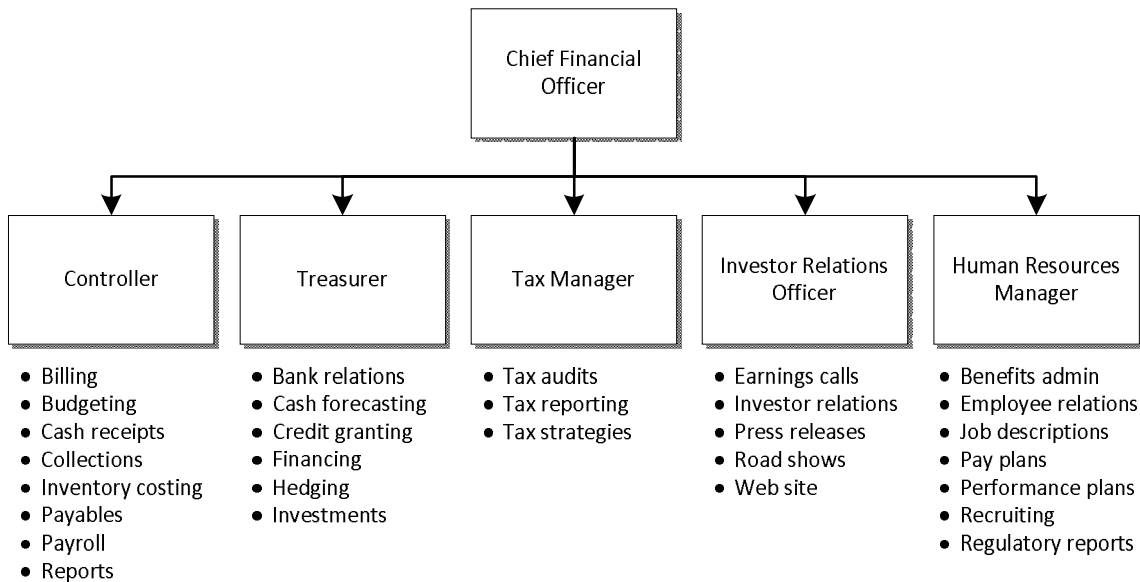 Chief Financial
Officer
Controller
Treasurer
Tax Manager
Investor Relations
Officer
Human Resources
Manager
• Billing
• Budgeting
• Cash receipts
• Collections
• Inventory costing
• Payables
• Payroll
• Reports
• Bank relations
• Cash forecasting
• Credit granting
• Financing
• Hedging
• Investments
• Tax audits
• Tax reporting
• Tax strategies
• Earnings calls
• Investor relations
• Press releases
• Road shows
• Web site
• Benefits admin
• Employee relations
• Job descriptions
• Pay plans
• Performance plans
• Recruiting
• Regulatory reports